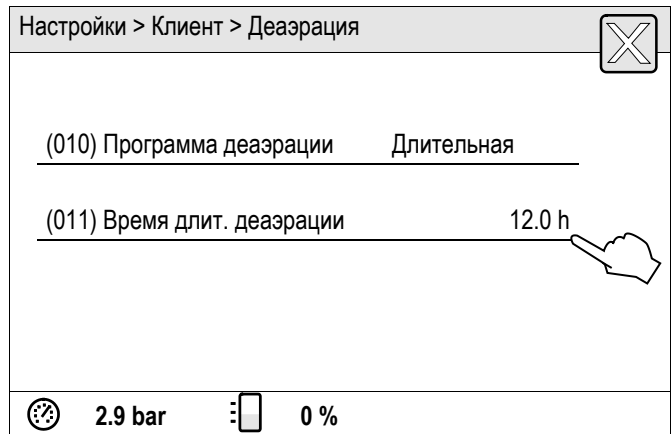 Настройки > Клиент > Деаэрация
(010) Программа деаэрации Длительная
(011) Время длит. деаэрации 12.0 h
2.9 bar 0 %